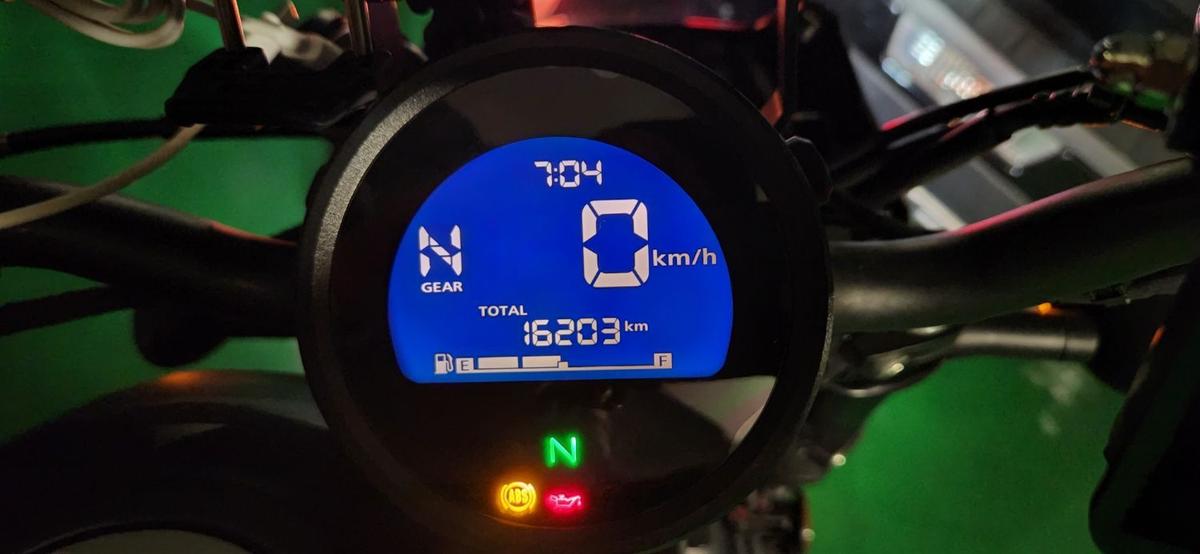 7:04
N
0 km/h
GEAR
TOTAL
16203 km
E F
N
ABS